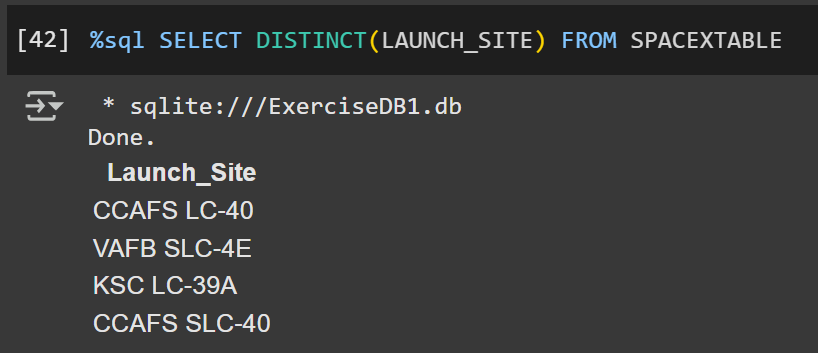 [42] %sql SELECT DISTINCT(LAUNCH_SITE) FROM SPACEXTABLE
* sqlite:///ExerciseDB1.db
Done.
Launch_Site
CCAFS LC-40
VAFB SLC-4E
KSC LC-39A
CCAFS SLC-40